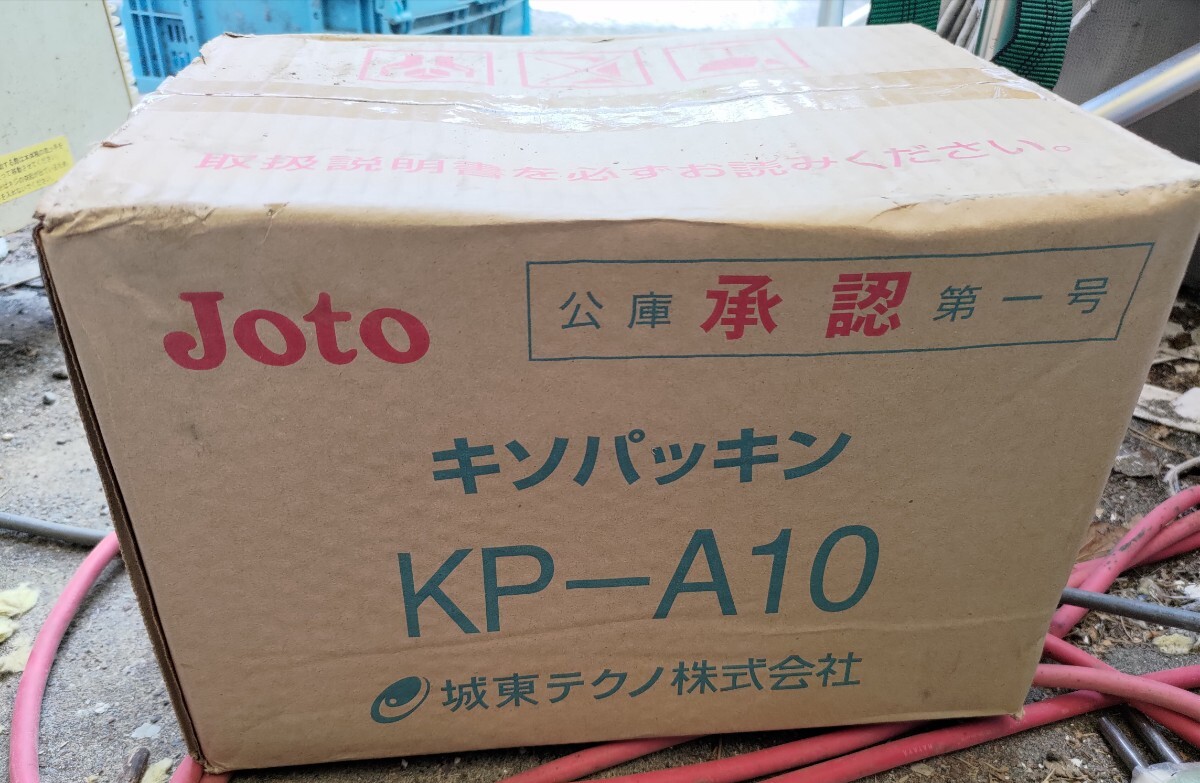 取扱説明書を必ずお読みください。
Joto
公庫 承認 第一号
キソパッキン
KP-A10
城東テクノ株式会社